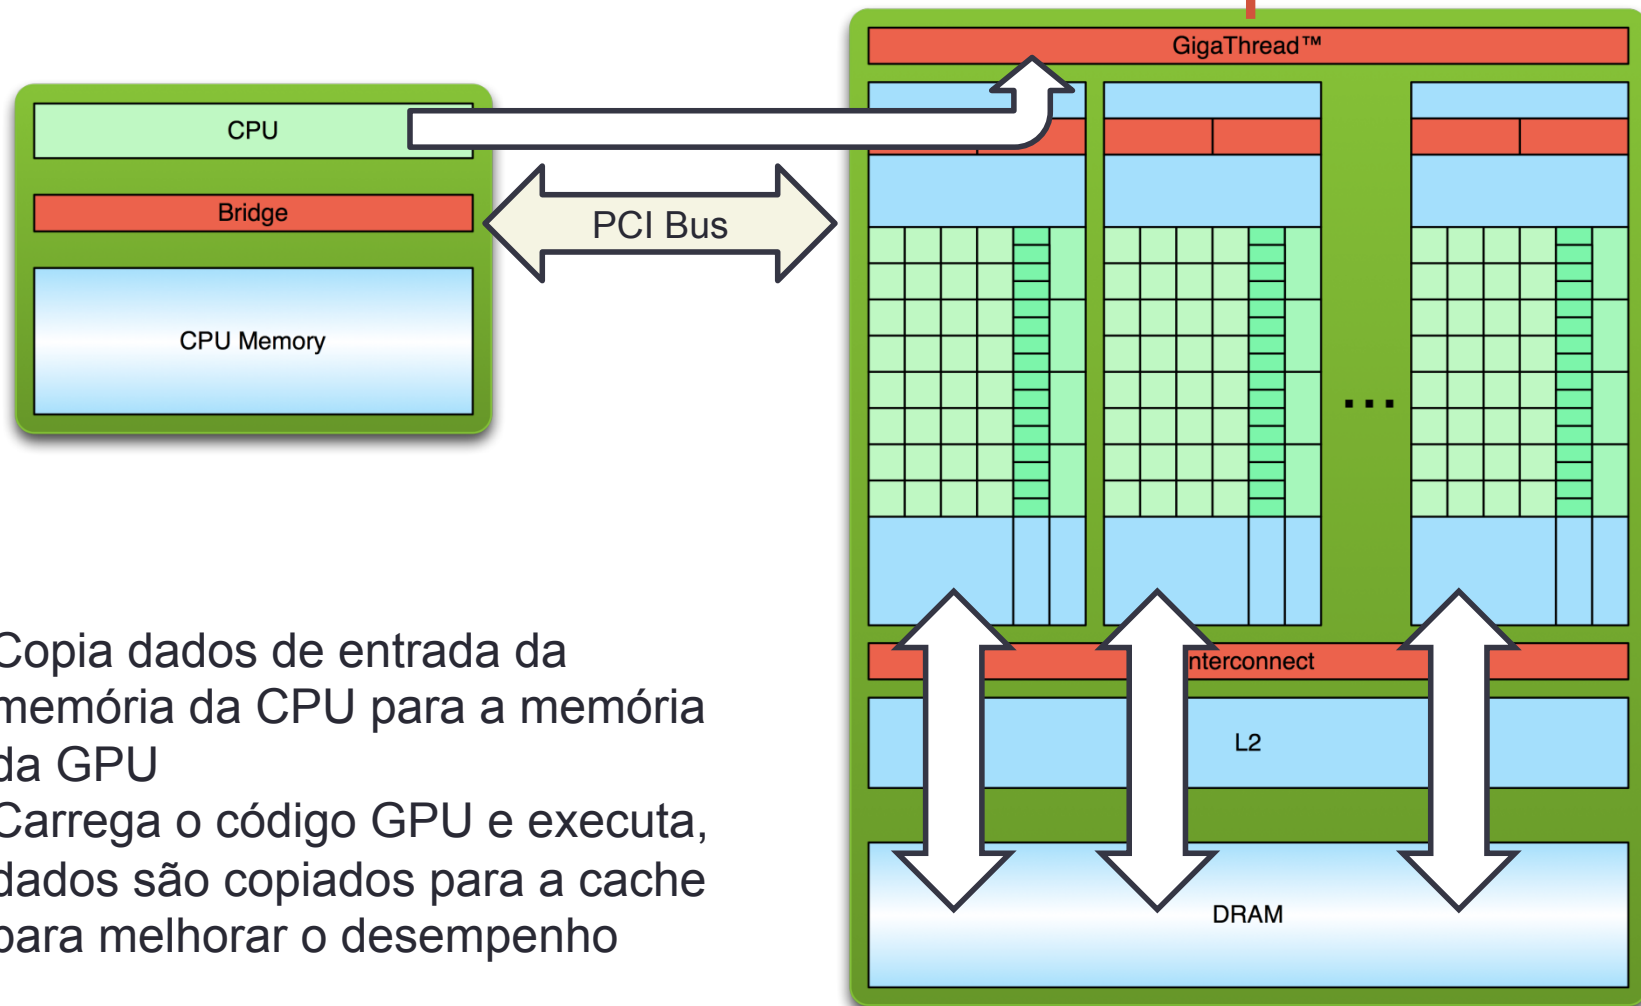 GigaThread™
CPU
Bridge
PCI Bus
CPU Memory
...
Copia dados de entrada da
memória da CPU para a memória
da GPU
Carrega o código GPU e executa,
dados são copiados para a cache
para melhorar o desempenho
nterconnect
L2
DRAM